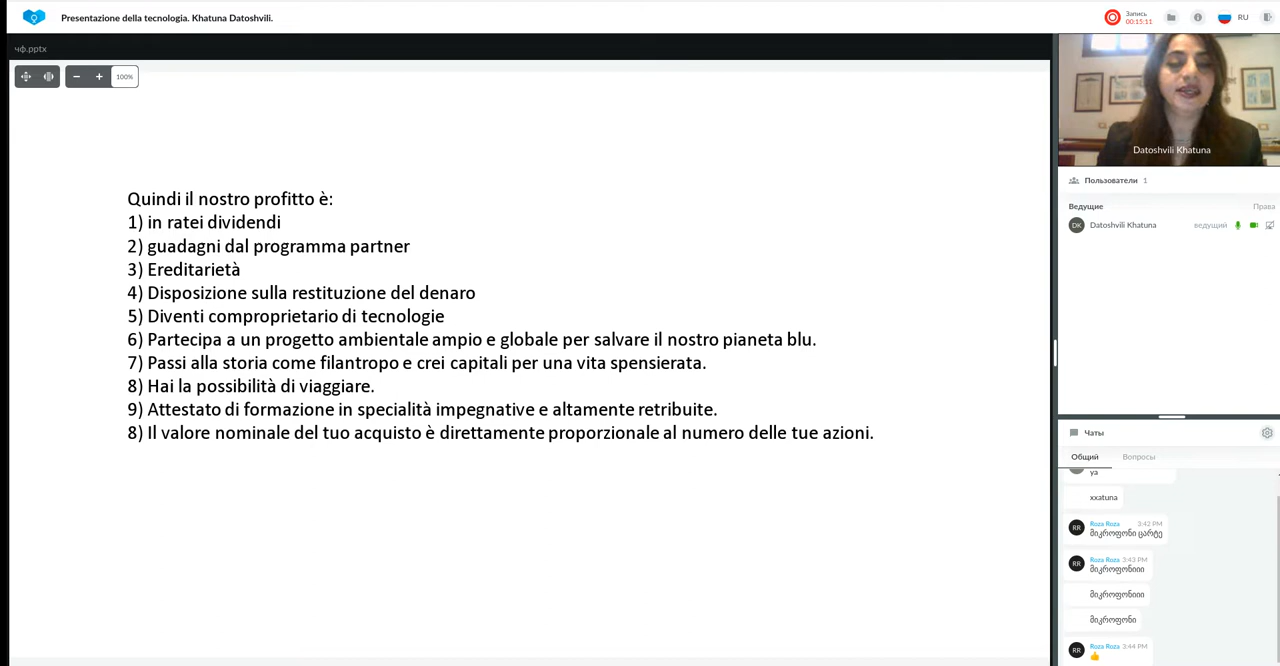 Presentazione della tecnologia. Khatuna Datoshvili.
Запись
00:15:11
RU
чф.pptx
100%
Quindi il nostro profitto è:
1) in ratei dividendi
2) guadagni dal programma partner
3) Ereditarietà
4) Disposizione sulla restituzione del denaro
5) Diventi comproprietario di tecnologie
6) Partecipa a un progetto ambientale ampio e globale per salvare il nostro pianeta blu.
7) Passi alla storia come filantropo e crei capitali per una vita spensierata.
8) Hai la possibilità di viaggiare.
9) Attestato di formazione in specialità impegnative e altamente retribuite.
8) Il valore nominale del tuo acquisto è direttamente proporzionale al numero delle tue azioni.
Datoshvili Khatuna
Пользователи 1
Ведущие Права
DK Datoshvili Khatuna ведущий
Чаты
Общий Вопросы
ya
xxatuna
RR Roza Roza 3:42 PM
მიკროფონი ცარტე
RR Roza Roza 3:43 PM
მიკროფონიიი
მიკროფონიიი
მიკროფონი
RR Roza Roza 3:44 PM
👍